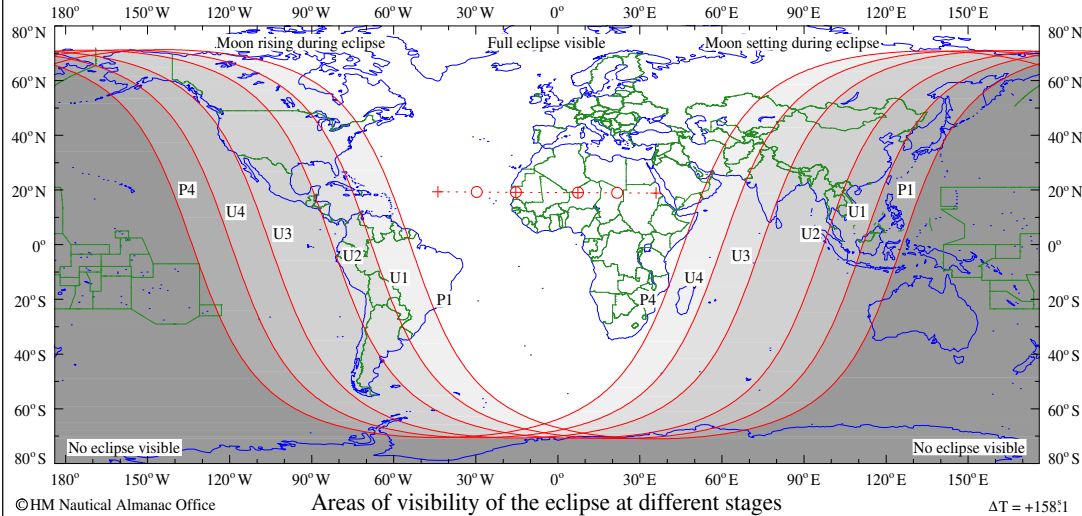 180° 150° W 120° W 90° W 60° W 30° W 0° 30° E 60° E 90° E 120° E 150° E
80° N 80° N
Moon rising during eclipse Full eclipse visible Moon setting during eclipse
60° N 60° N
40° N 40° N
20° N 20° N
P4 P1
U4 U1
U3 U2
0° 0°
U2 U3
U1 U4
P1 P4
20° S 20° S
40° S 40° S
60° S 60° S
No eclipse visible No eclipse visible
80° S 80° S
180° 150° W 120° W 90° W 60° W 30° W 0° 30° E 60° E 90° E 120° E 150° E
© HM Nautical Almanac Office Areas of visibility of the eclipse at different stages ΔT = +158ˢ.1